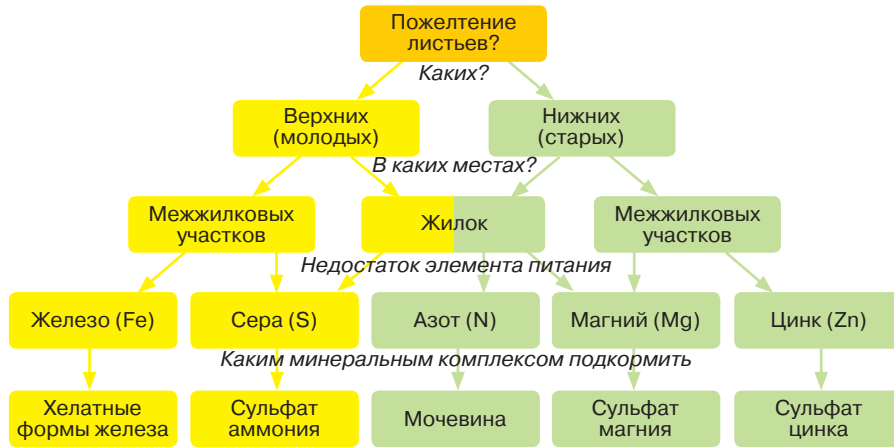 Пожелтение
листьев?
Каких?
Верхних
(молодых)
Нижних
(старых)
В каких местах?
Межжилковых
участков
Жилок
Межжилковых
участков
Недостаток элемента питания
Железо (Fe)
Сера (S)
Азот (N)
Магний (Mg)
Цинк (Zn)
Каким минеральным комплексом подкормить
Хелатные
формы железа
Сульфат
аммония
Мочевина
Сульфат
магния
Сульфат
цинка